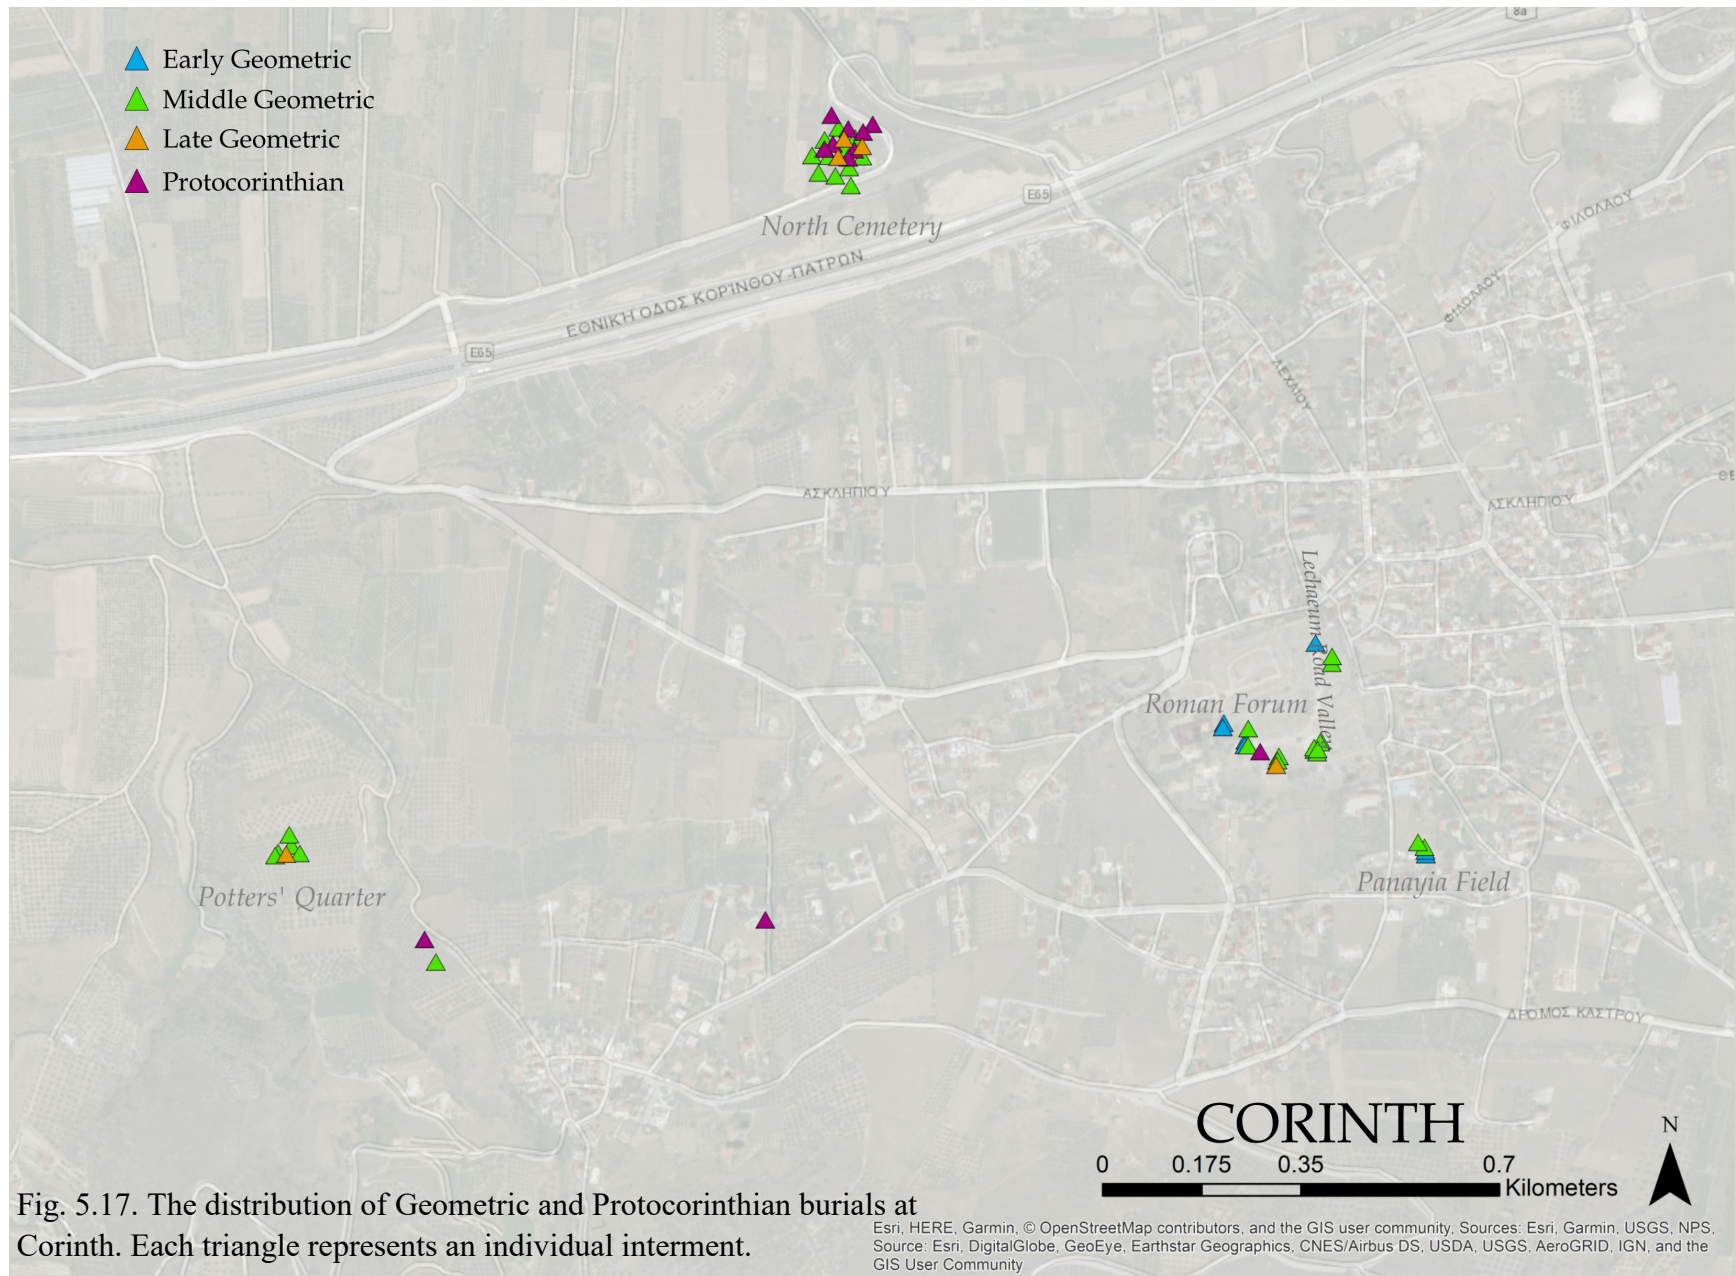 8a
Early Geometric
Middle Geometric
Late Geometric
Protocorinthian
E65
North Cemetery
ΦΙΛΟΛΑΟΥ
ΕΘΝΙΚΉ ΟΔΟΣ ΚΟΡΊΝΘΟΥ-ΠΑΤΡΩΝ
ΦΙΛΟΛΑΟΥ
E65
ΛΕΧΑΙΟΥ
ΑΣΚΛΗΠΙΟΥ
ΑΣΚΛΗΠΙΟΥ
Lechaeum Road Valley
Roman Forum
Potters' Quarter
Panayia Field
ΔΡΟΜΟΣ ΚΑΣΤΡΟΥ
CORINTH
N
0 0.175 0.35 0.7
Kilometers
Fig. 5.17. The distribution of Geometric and Protocorinthian burials at
Corinth. Each triangle represents an individual interment.
Esri, HERE, Garmin, © OpenStreetMap contributors, and the GIS user community, Sources: Esri, Garmin, USGS, NPS,
Source: Esri, DigitalGlobe, GeoEye, Earthstar Geographics, CNES/Airbus DS, USDA, USGS, AeroGRID, IGN, and the
GIS User Community